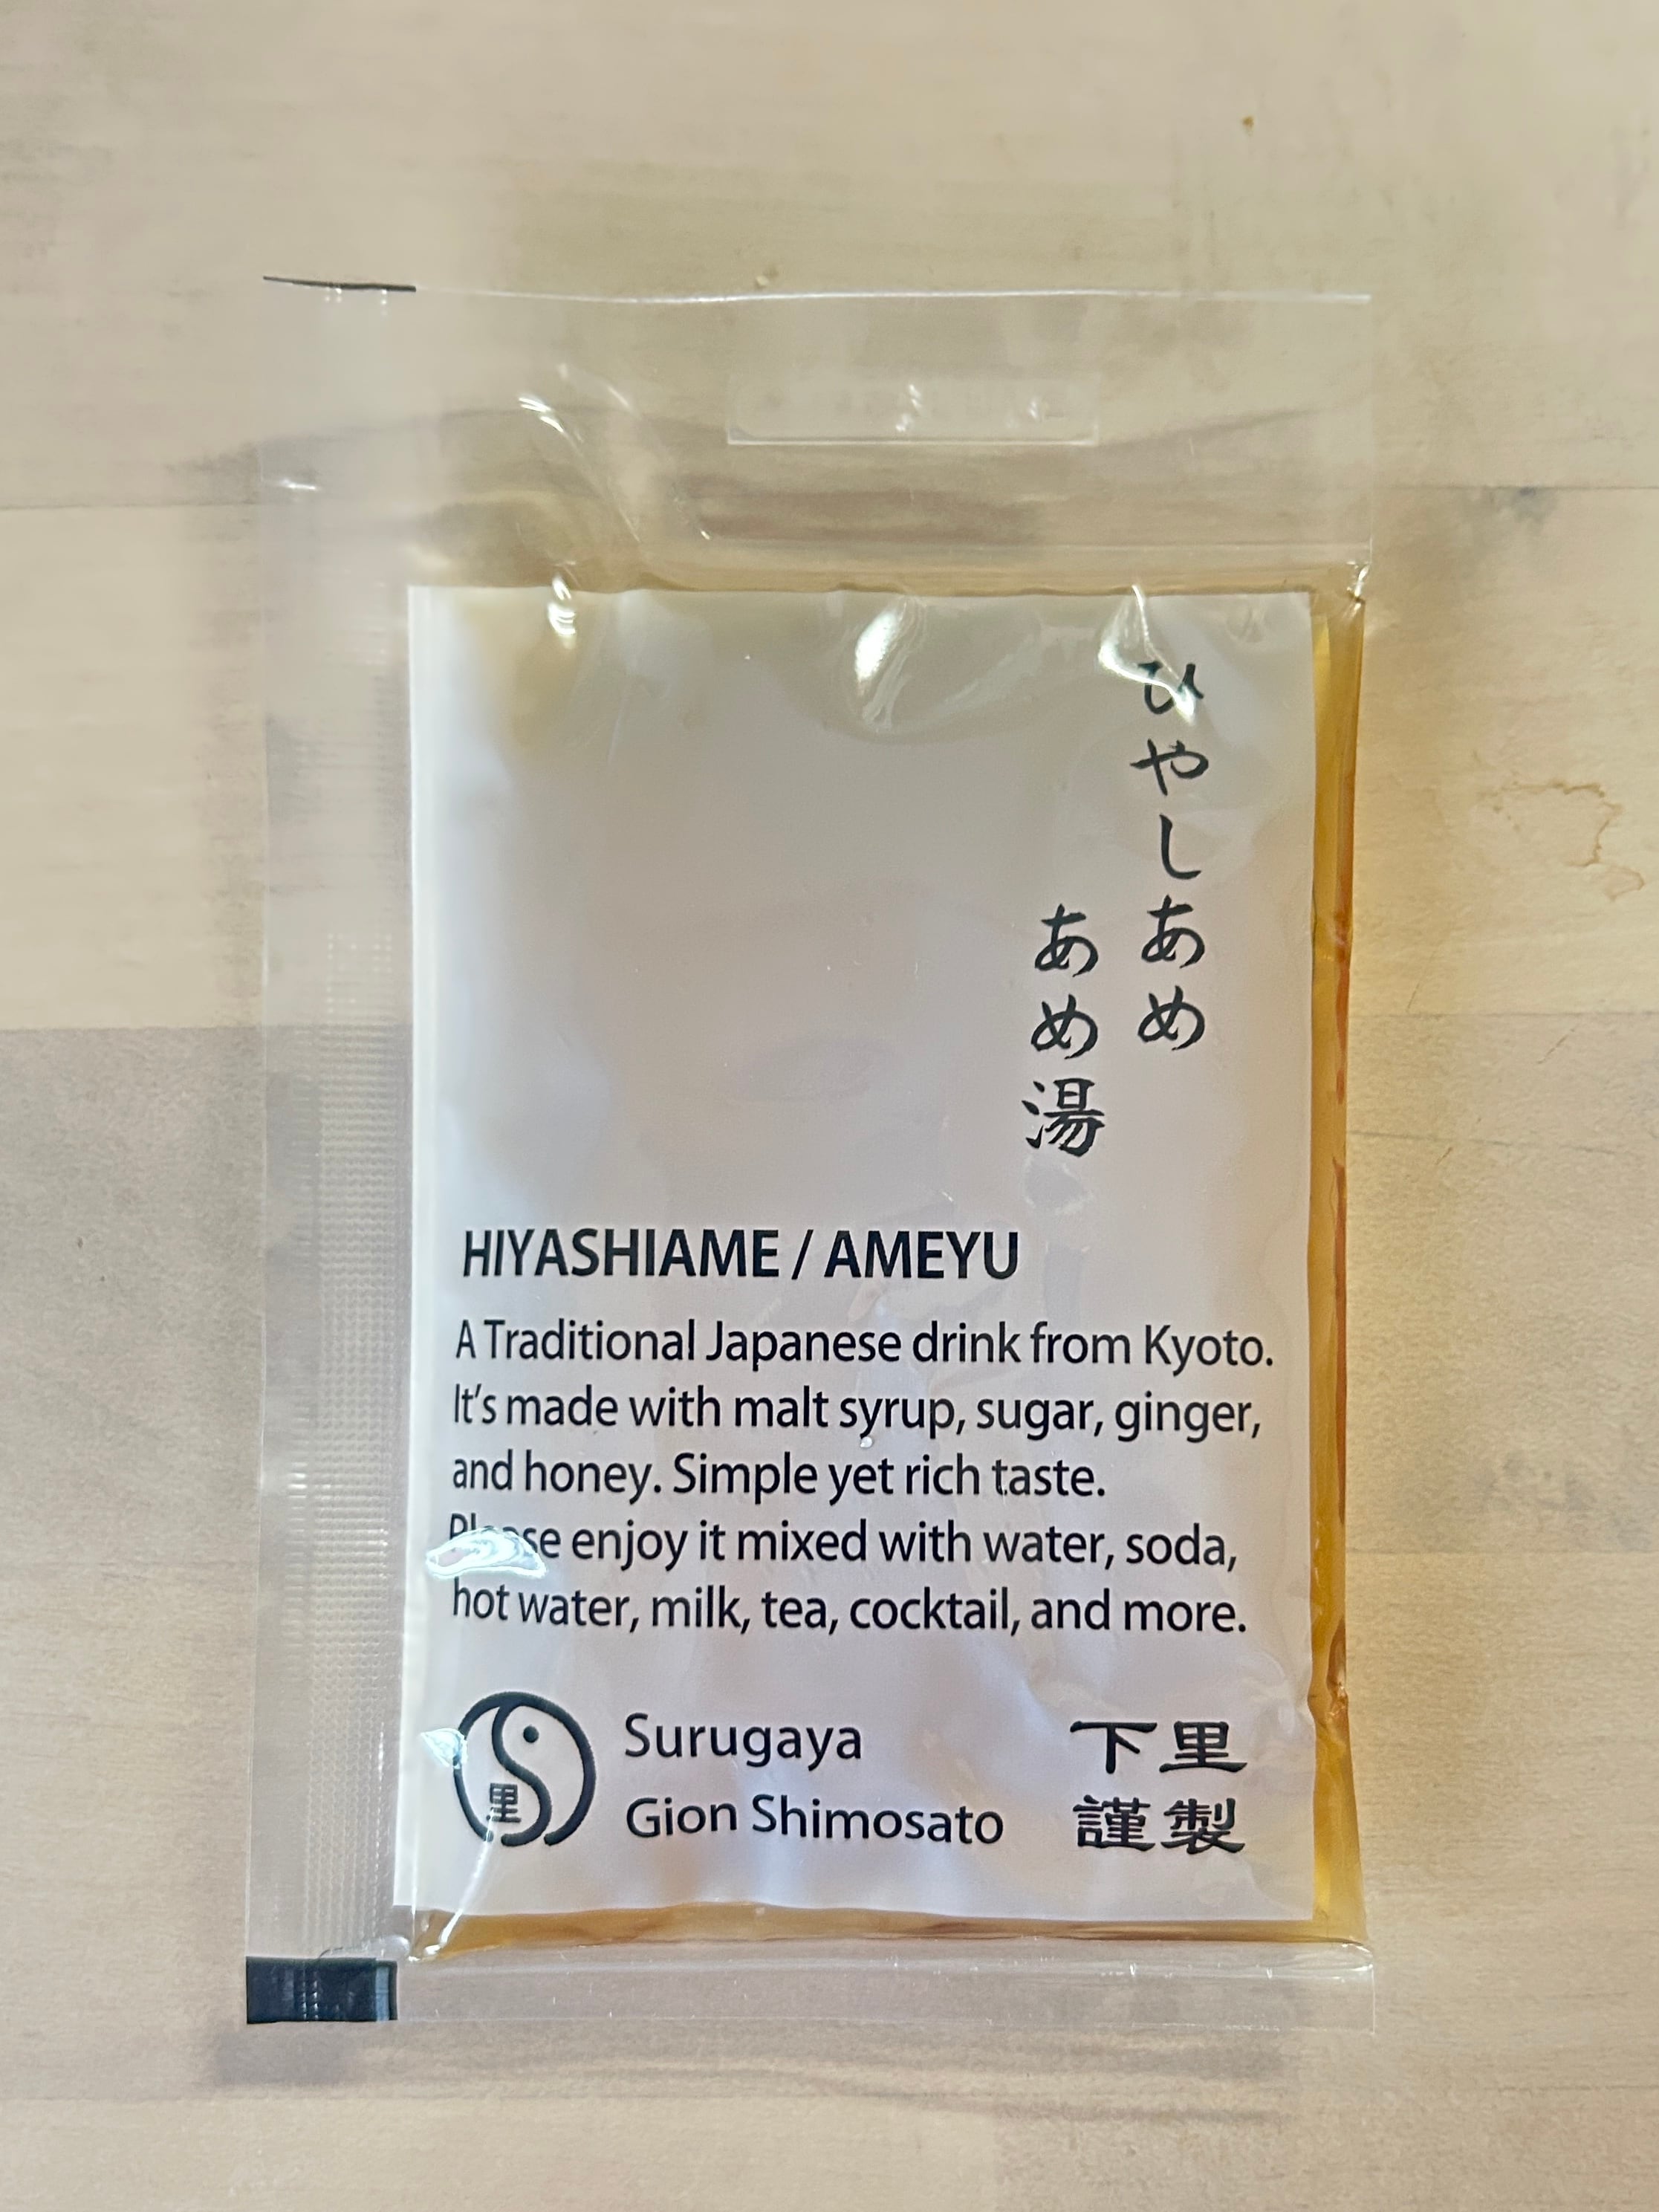 ひやしあめ
あめ湯
HIYASHIAME / AMEYU
A Traditional Japanese drink from Kyoto.
It's made with malt syrup, sugar, ginger,
and honey. Simple yet rich taste.
Please enjoy it mixed with water, soda,
hot water, milk, tea, cocktail, and more.
里
Surugaya
Gion Shimosato
下里
謹製